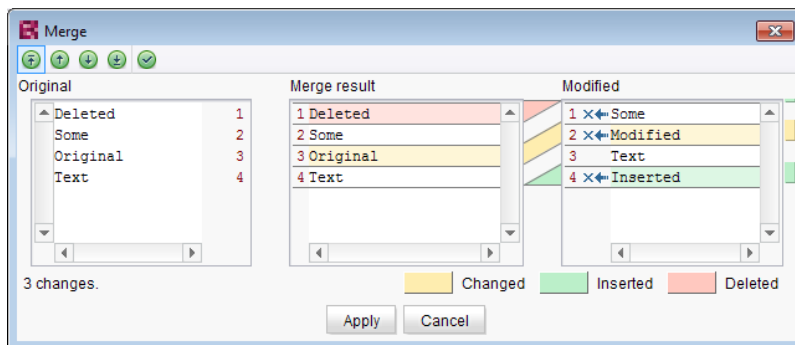 Merge
Original Merge result Modified
Deleted 1 1 Deleted 1 Some
Some 2 2 Some 2 Modified
Original 3 3 Original 3 Text
Text 4 4 Text 4 Inserted
3 changes. Changed Inserted Deleted
Apply Cancel